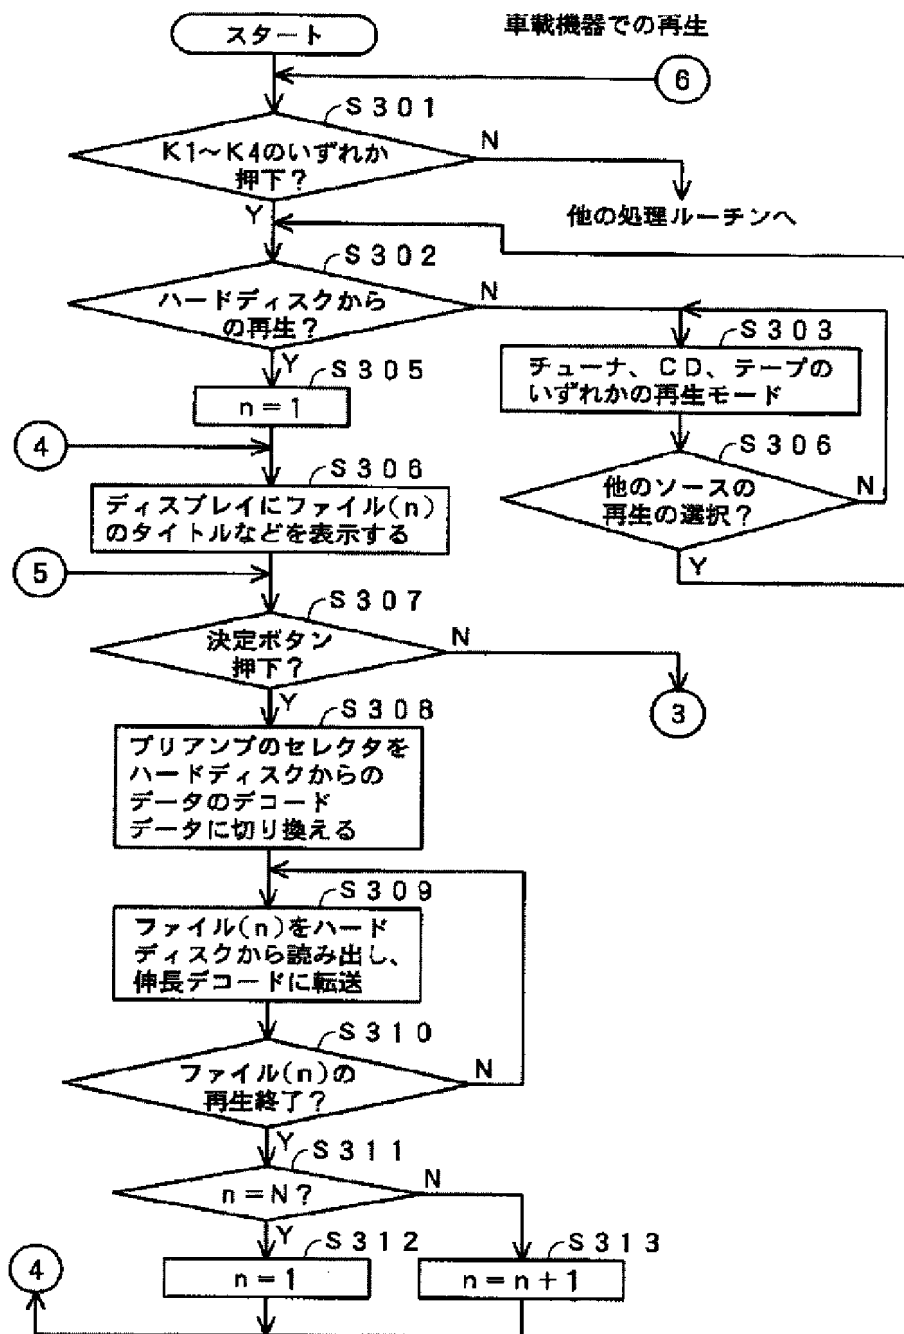 車載機器での再生
スタート
6
S301
K1~K4のいずれか
押下?
N
Y
他の処理ルーチンへ
S302
ハードディスクから
の再生?
N
Y
S303
チューナ、CD、テープの
いずれかの再生モード
S305
n=1
4
S306
他のソースの
再生の選択?
N
Y
S306
ディスプレイにファイル(n)
のタイトルなどを表示する
5
S307
決定ボタン
押下?
N
Y
3
S308
プリアンプのセレクタを
ハードディスクからの
データのデコード
データに切り換える
S309
ファイル(n)をハード
ディスクから読み出し、
伸長デコードに転送
S310
ファイル(n)の
再生終了?
N
Y
S311
n=N?
N
Y
S312
n=1
S313
n=n+1
4